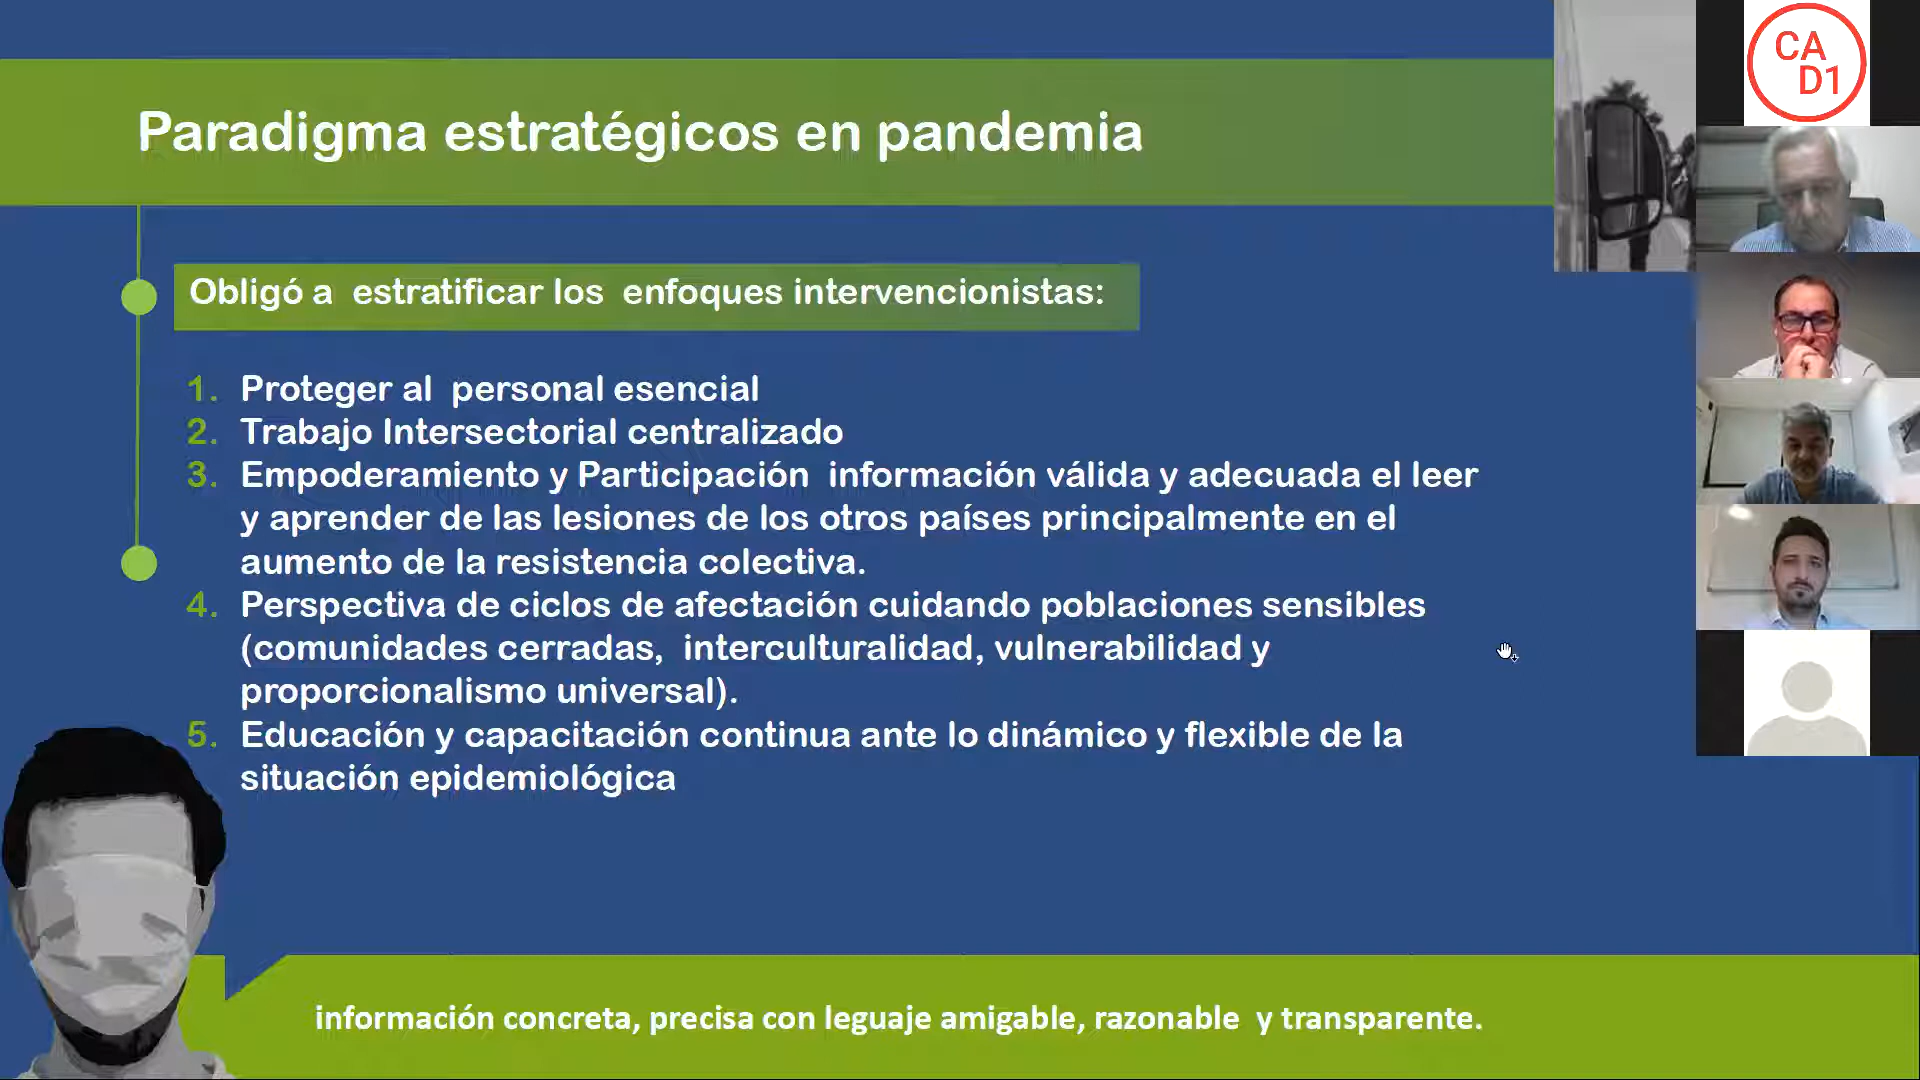 Paradigma estratégicos en pandemia
CA
D1
Obligó a estratificar los enfoques intervencionistas:
1. Proteger al personal esencial
2. Trabajo Intersectorial centralizado
3. Empoderamiento y Participación información válida y adecuada el leer
y aprender de las lesiones de los otros países principalmente en el
aumento de la resistencia colectiva.
4. Perspectiva de ciclos de afectación cuidando poblaciones sensibles
(comunidades cerradas, interculturalidad, vulnerabilidad y
proporcionalismo universal).
5. Educación y capacitación continua ante lo dinámico y flexible de la
situación epidemiológica
información concreta, precisa con leguaje amigable, razonable y transparente.